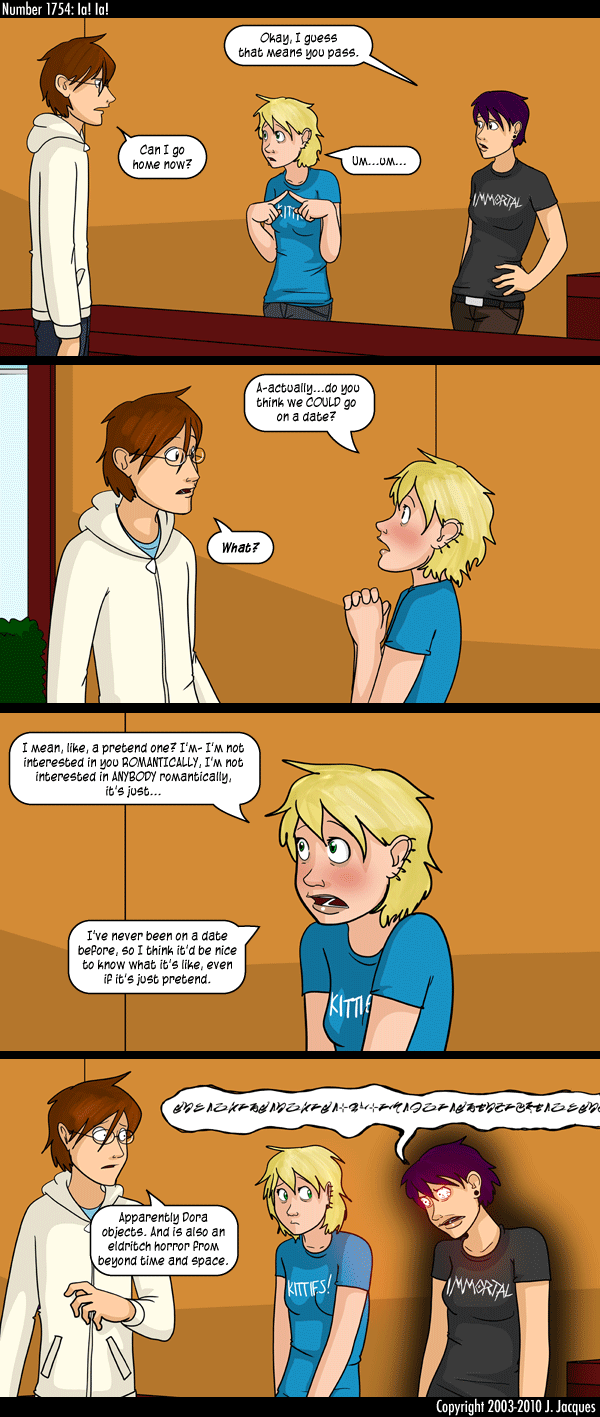 Number 1754: Ia! Ia!
Okay, I guess
that means you pass.
Can I go
home now?
Um...um...
KITTIE
IMMORTAL
A-actually...do you
think we COULD go
on a date?
What?
I mean, like, a pretend one? I'm- I'm not
interested in you ROMANTICALLY, I'm not
interested in ANYBODY romantically,
it's just...
I've never been on a date
before, so I think it'd be nice
to know what it's like, even
if it's just pretend.
KITTIE
Apparently Dora
objects. And is also an
eldritch horror from
beyond time and space.
KITTIES!
IMMORTAL
Copyright 2003-2010 J. Jacques